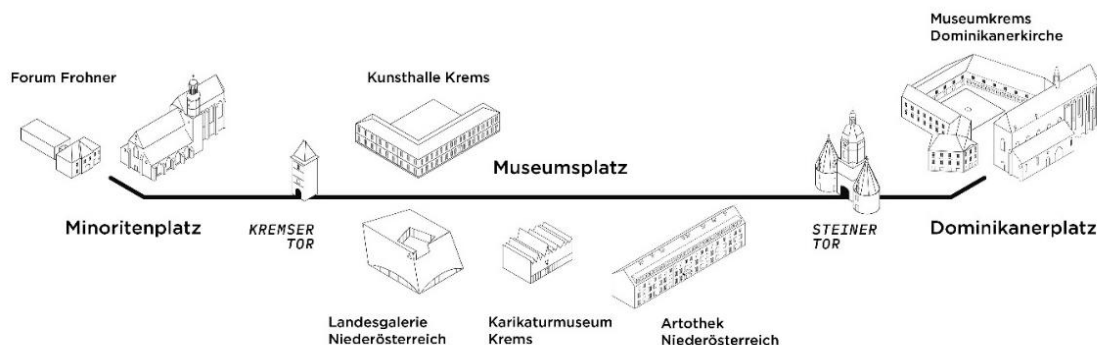 Museumkrems
Dominikanerkirche
Forum Frohner
Kunsthalle Krems
Museumsplatz
Minoritenplatz
KREMSER
TOR
STEINER
TOR
Dominikanerplatz
Landesgalerie
Niederösterreich
Karikaturmuseum
Krems
Artothek
Niederösterreich